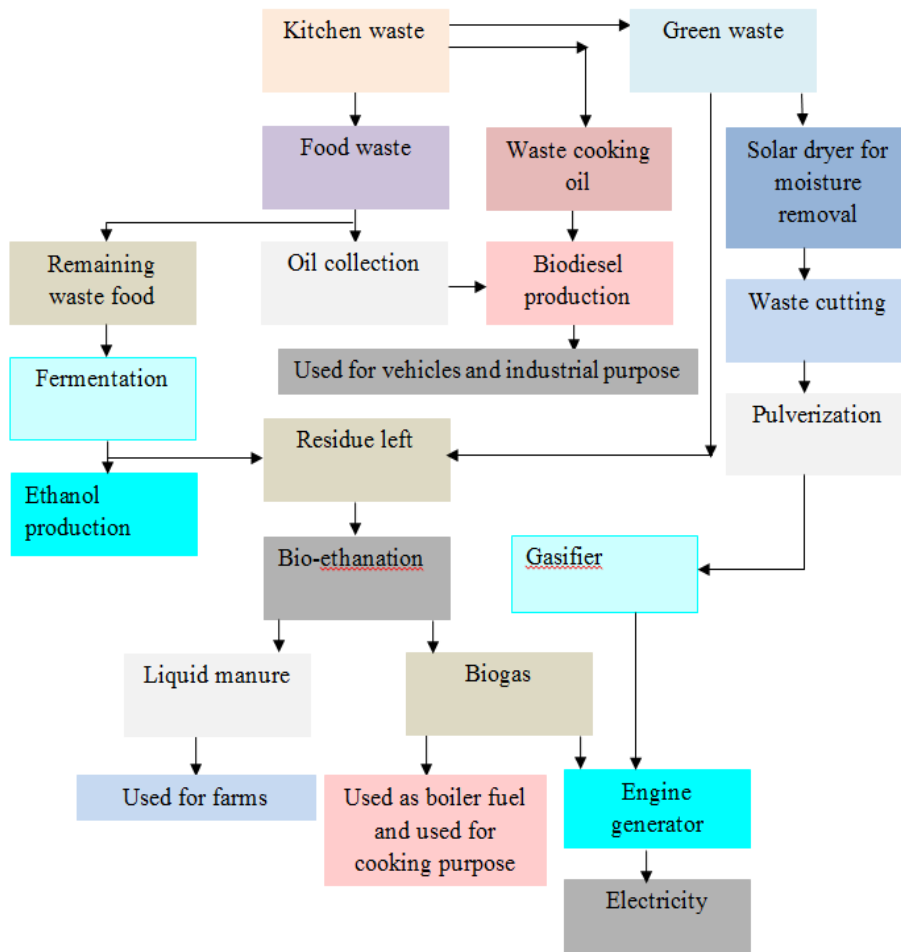 Kitchen waste
Green waste
Food waste
Waste cooking
oil
Solar dryer for
moisture
removal
Remaining
waste food
Oil collection
Biodiesel
production
Waste cutting
Used for vehicles and industrial purpose
Fermentation
Pulverization
Residue left
Ethanol
production
Bio-ethanation
Gasifier
Liquid manure
Biogas
Used for farms
Used as boiler fuel
and used for
cooking purpose
Engine
generator
Electricity